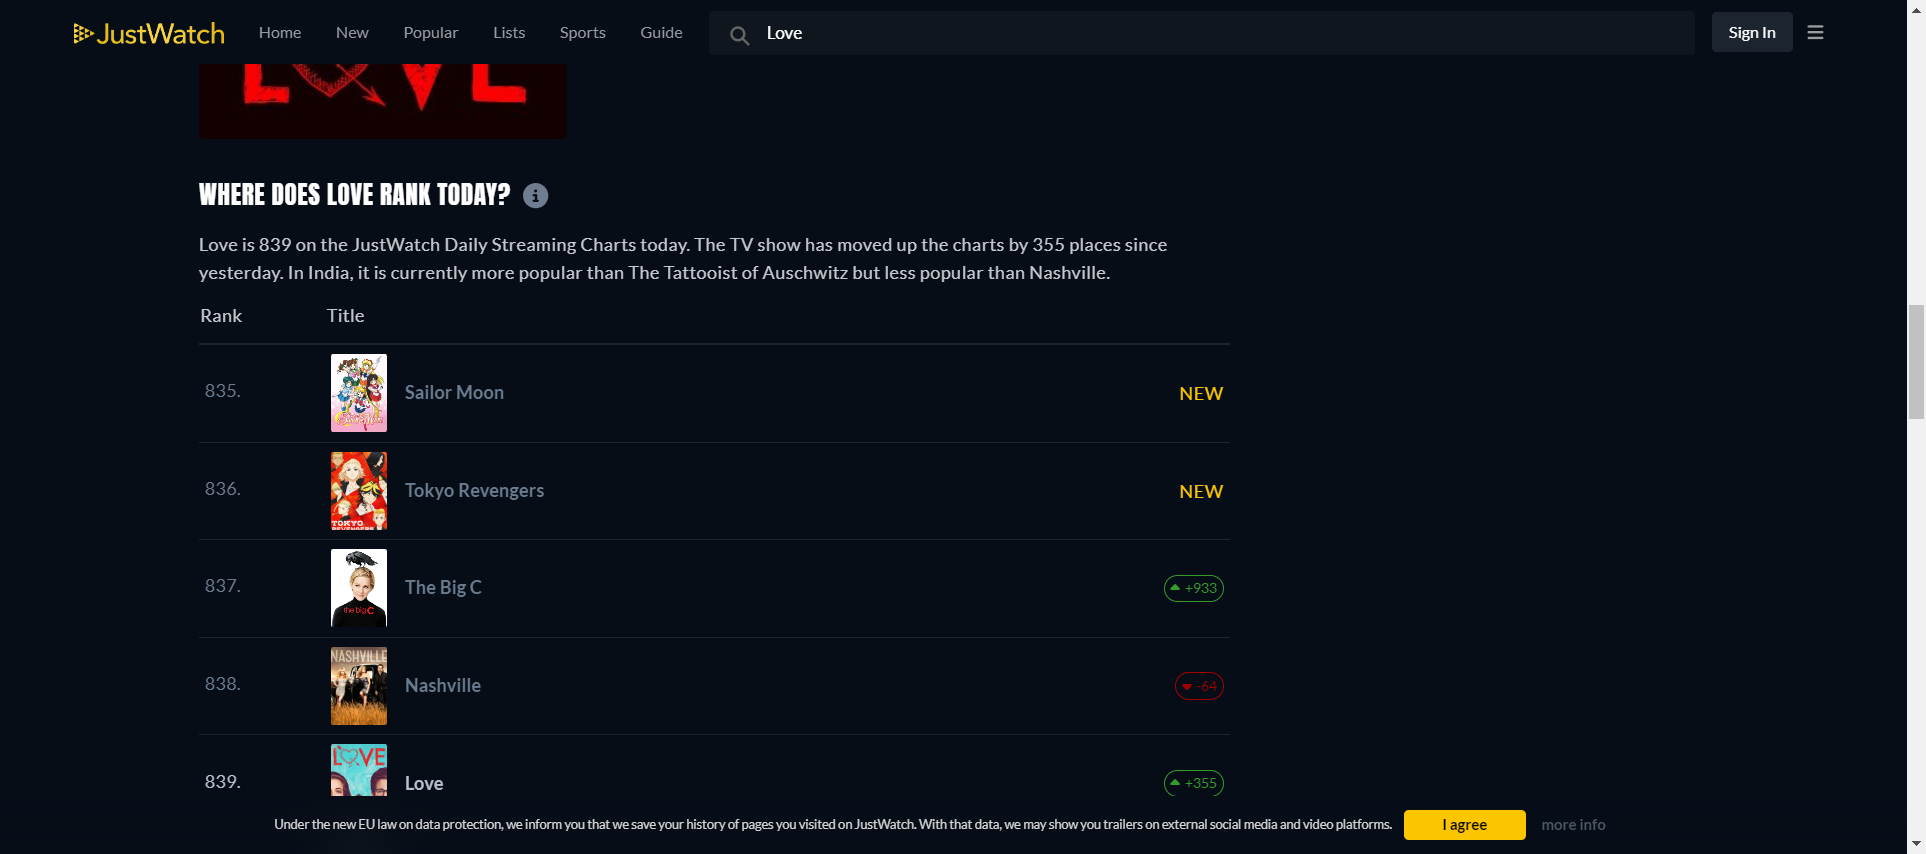 JustWatch Home New Popular Lists Sports Guide Love Sign In
LOVE
WHERE DOES LOVE RANK TODAY?
Love is 839 on the JustWatch Daily Streaming Charts today. The TV show has moved up the charts by 355 places since
yesterday. In India, it is currently more popular than The Tattooist of Auschwitz but less popular than Nashville.
Rank Title
835. Sailor Moon NEW
836. TOKYO Tokyo Revengers NEW
837. the big C The Big C +933
838. NASHVILLE Nashville -64
839. LOVE Love +355
Under the new EU law on data protection, we inform you that we save your history of pages you visited on JustWatch. With that data, we may show you trailers on external social media and video platforms. I agree more info